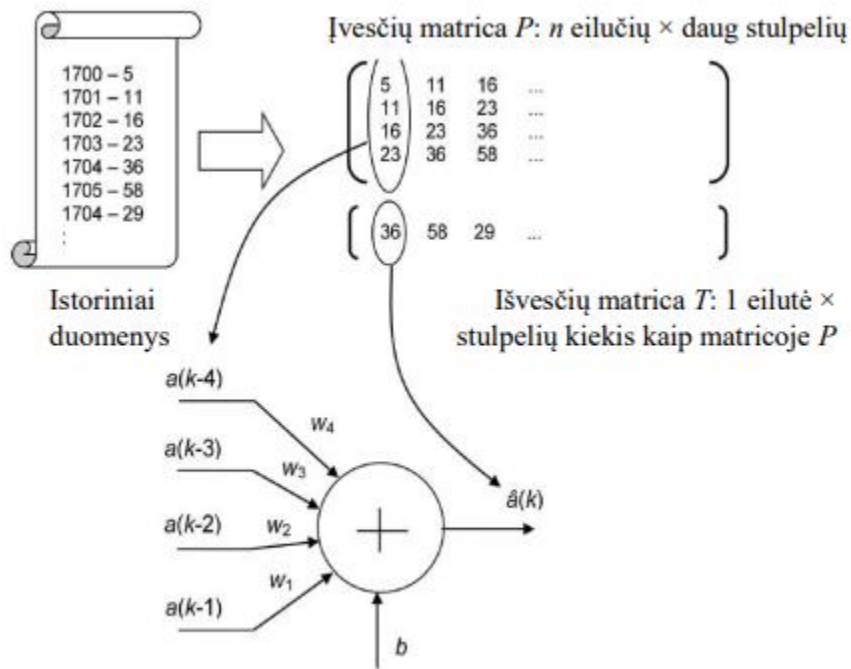 Įvesčių matrica P: n eilučių × daug stulpelių
1700 – 5
1701 – 11
1702 – 16
1703 – 23
1704 – 36
1705 – 58
1704 – 29
:
5 11 16 ...
11 16 23 ...
16 23 36 ...
23 36 58 ...
36 58 29 ...
Istoriniai
duomenys
Išvesčių matrica T: 1 eilutė ×
stulpelių kiekis kaip matricoje P
a(k-4)
w4
a(k-3)
w3
â(k)
a(k-2)
w2
+
w1
a(k-1)
b